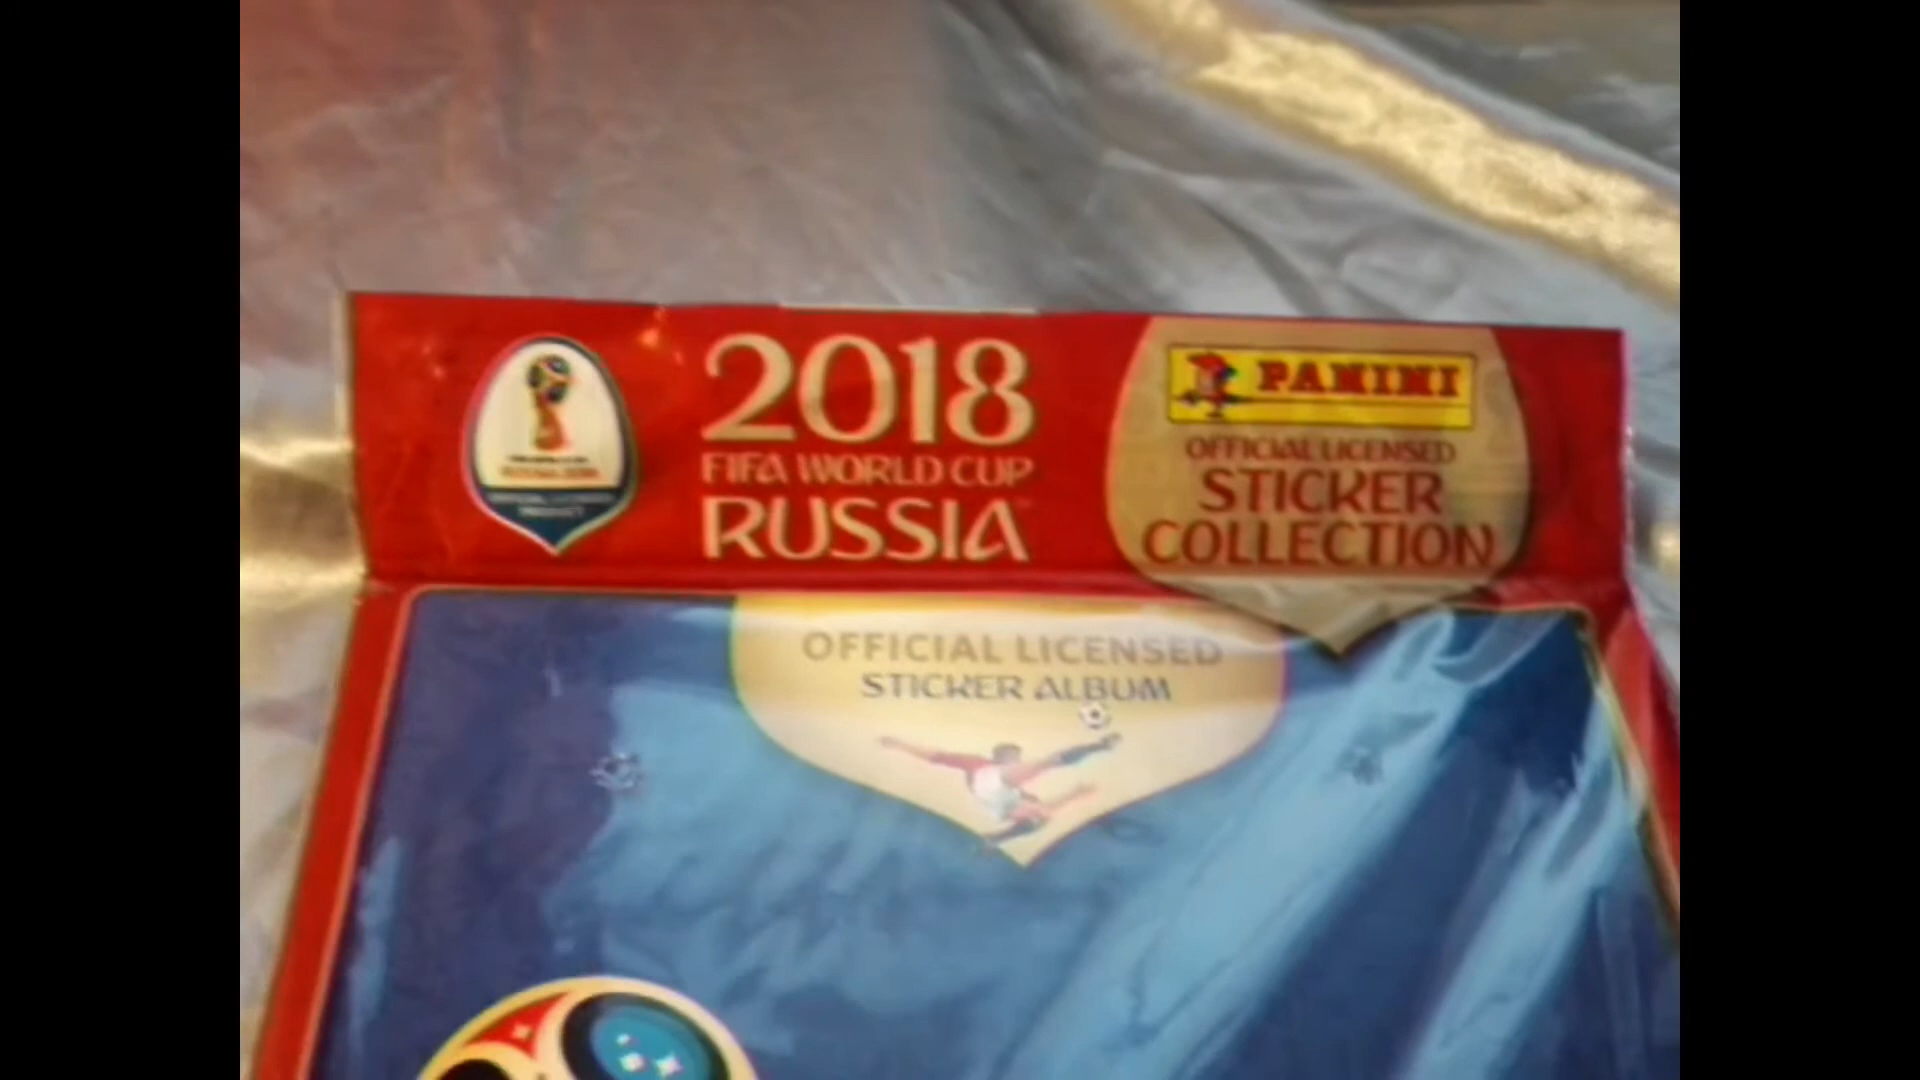 2018
FIFA WORLD CUP
RUSSIA
PANINI
OFFICIAL LICENSED
STICKER
COLLECTION
OFFICIAL LICENSED
STICKER ALBUM